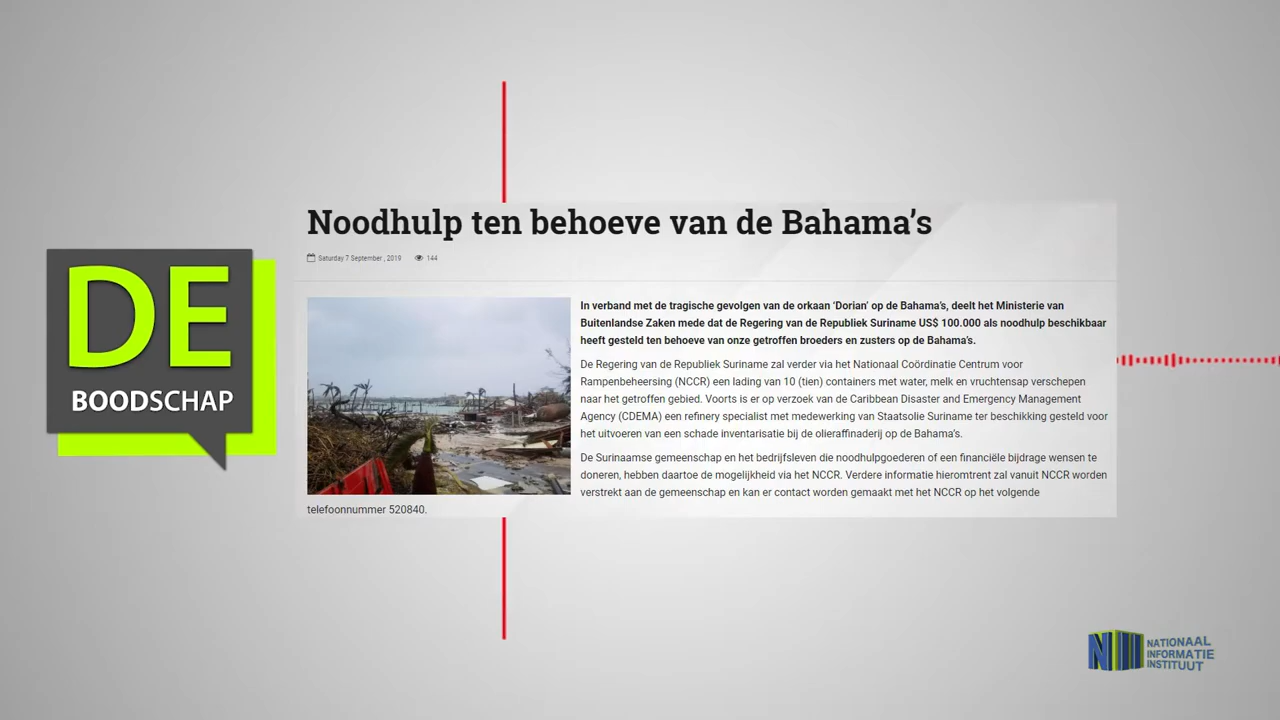 Noodhulp ten behoeve van de Bahama's
Saturday 7 September , 2019 144
DE
BOODSCHAP
In verband met de tragische gevolgen van de orkaan ‘Dorian’ op de Bahama’s, deelt het Ministerie van
Buitenlandse Zaken mede dat de Regering van de Republiek Suriname US$ 100.000 als noodhulp beschikbaar
heeft gesteld ten behoeve van onze getroffen broeders en zusters op de Bahama’s.
De Regering van de Republiek Suriname zal verder via het Nationaal Coördinatie Centrum voor
Rampenbeheersing (NCCR) een lading van 10 (tien) containers met water, melk en vruchtensap verschepen
naar het getroffen gebied. Voorts is er op verzoek van de Caribbean Disaster and Emergency Management
Agency (CDEMA) een refinery specialist met medewerking van Staatsolie Suriname ter beschikking gesteld voor
het uitvoeren van een schade inventarisatie bij de olieraffinaderij op de Bahama’s.
De Surinaamse gemeenschap en het bedrijfsleven die noodhulpgoederen of een financiële bijdrage wensen te
doneren, hebben daartoe de mogelijkheid via het NCCR. Verdere informatie hieromtrent zal vanuit NCCR worden
verstrekt aan de gemeenschap en kan er contact worden gemaakt met het NCCR op het volgende
telefoonnummer 520840.
NII
NATIONAAL
INFORMATIE
INSTITUUT